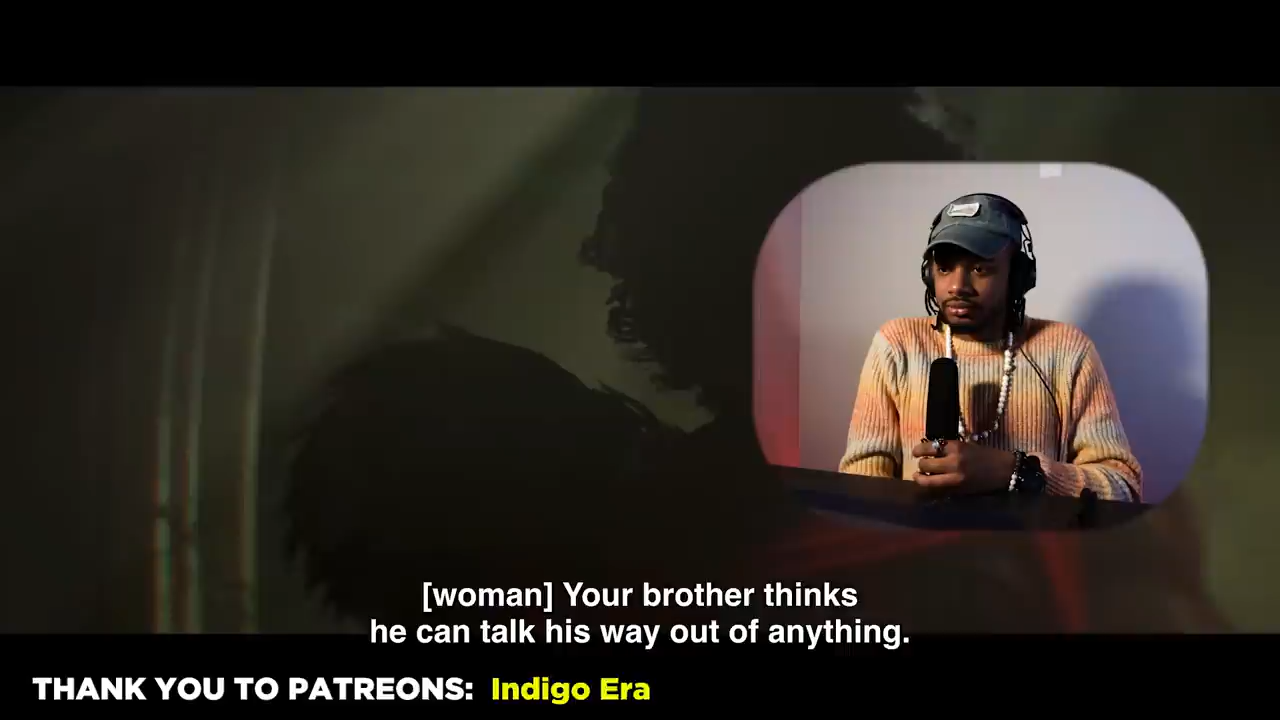 [woman] Your brother thinks
he can talk his way out of anything.
THANK YOU TO PATREONS: Indigo Era